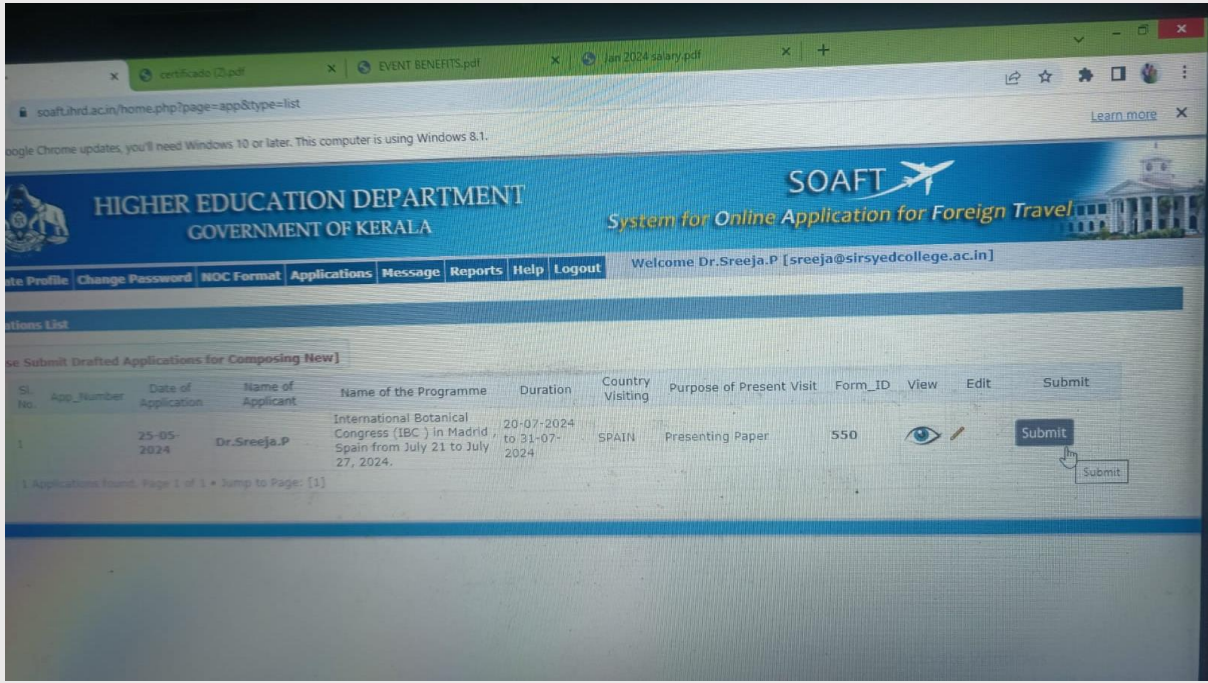 certificado (2).pdf
EVENT BENEFITS.pdf
Jan 2024 salary.pdf
soaft.ihrd.ac.in/home.php?page=app&type=list
Learn more
oogle Chrome updates, you'll need Windows 10 or later. This computer is using Windows 8.1.
HIGHER EDUCATION DEPARTMENT
GOVERNMENT OF KERALA
SOAFT
System for Online Application for Foreign Travel
ate Profile Change Password NOC Format Applications Message Reports Help Logout
Welcome Dr.Sreeja.P [sreeja@sirsyedcollege.ac.in]
ations List
se Submit Drafted Applications for Composing New]
Sl. No. App_Number Date of Application Name of Applicant Name of the Programme Duration Country Visiting Purpose of Present Visit Form_ID View Edit Submit
1
25-05-
2024
Dr.Sreeja.P
International Botanical
Congress (IBC ) in Madrid ,
Spain from July 21 to July
27, 2024.
20-07-2024
to 31-07-
2024
SPAIN
Presenting Paper
550
Submit
Submit
1 Applications found. Page 1 of 1 • Jump to Page: [1]